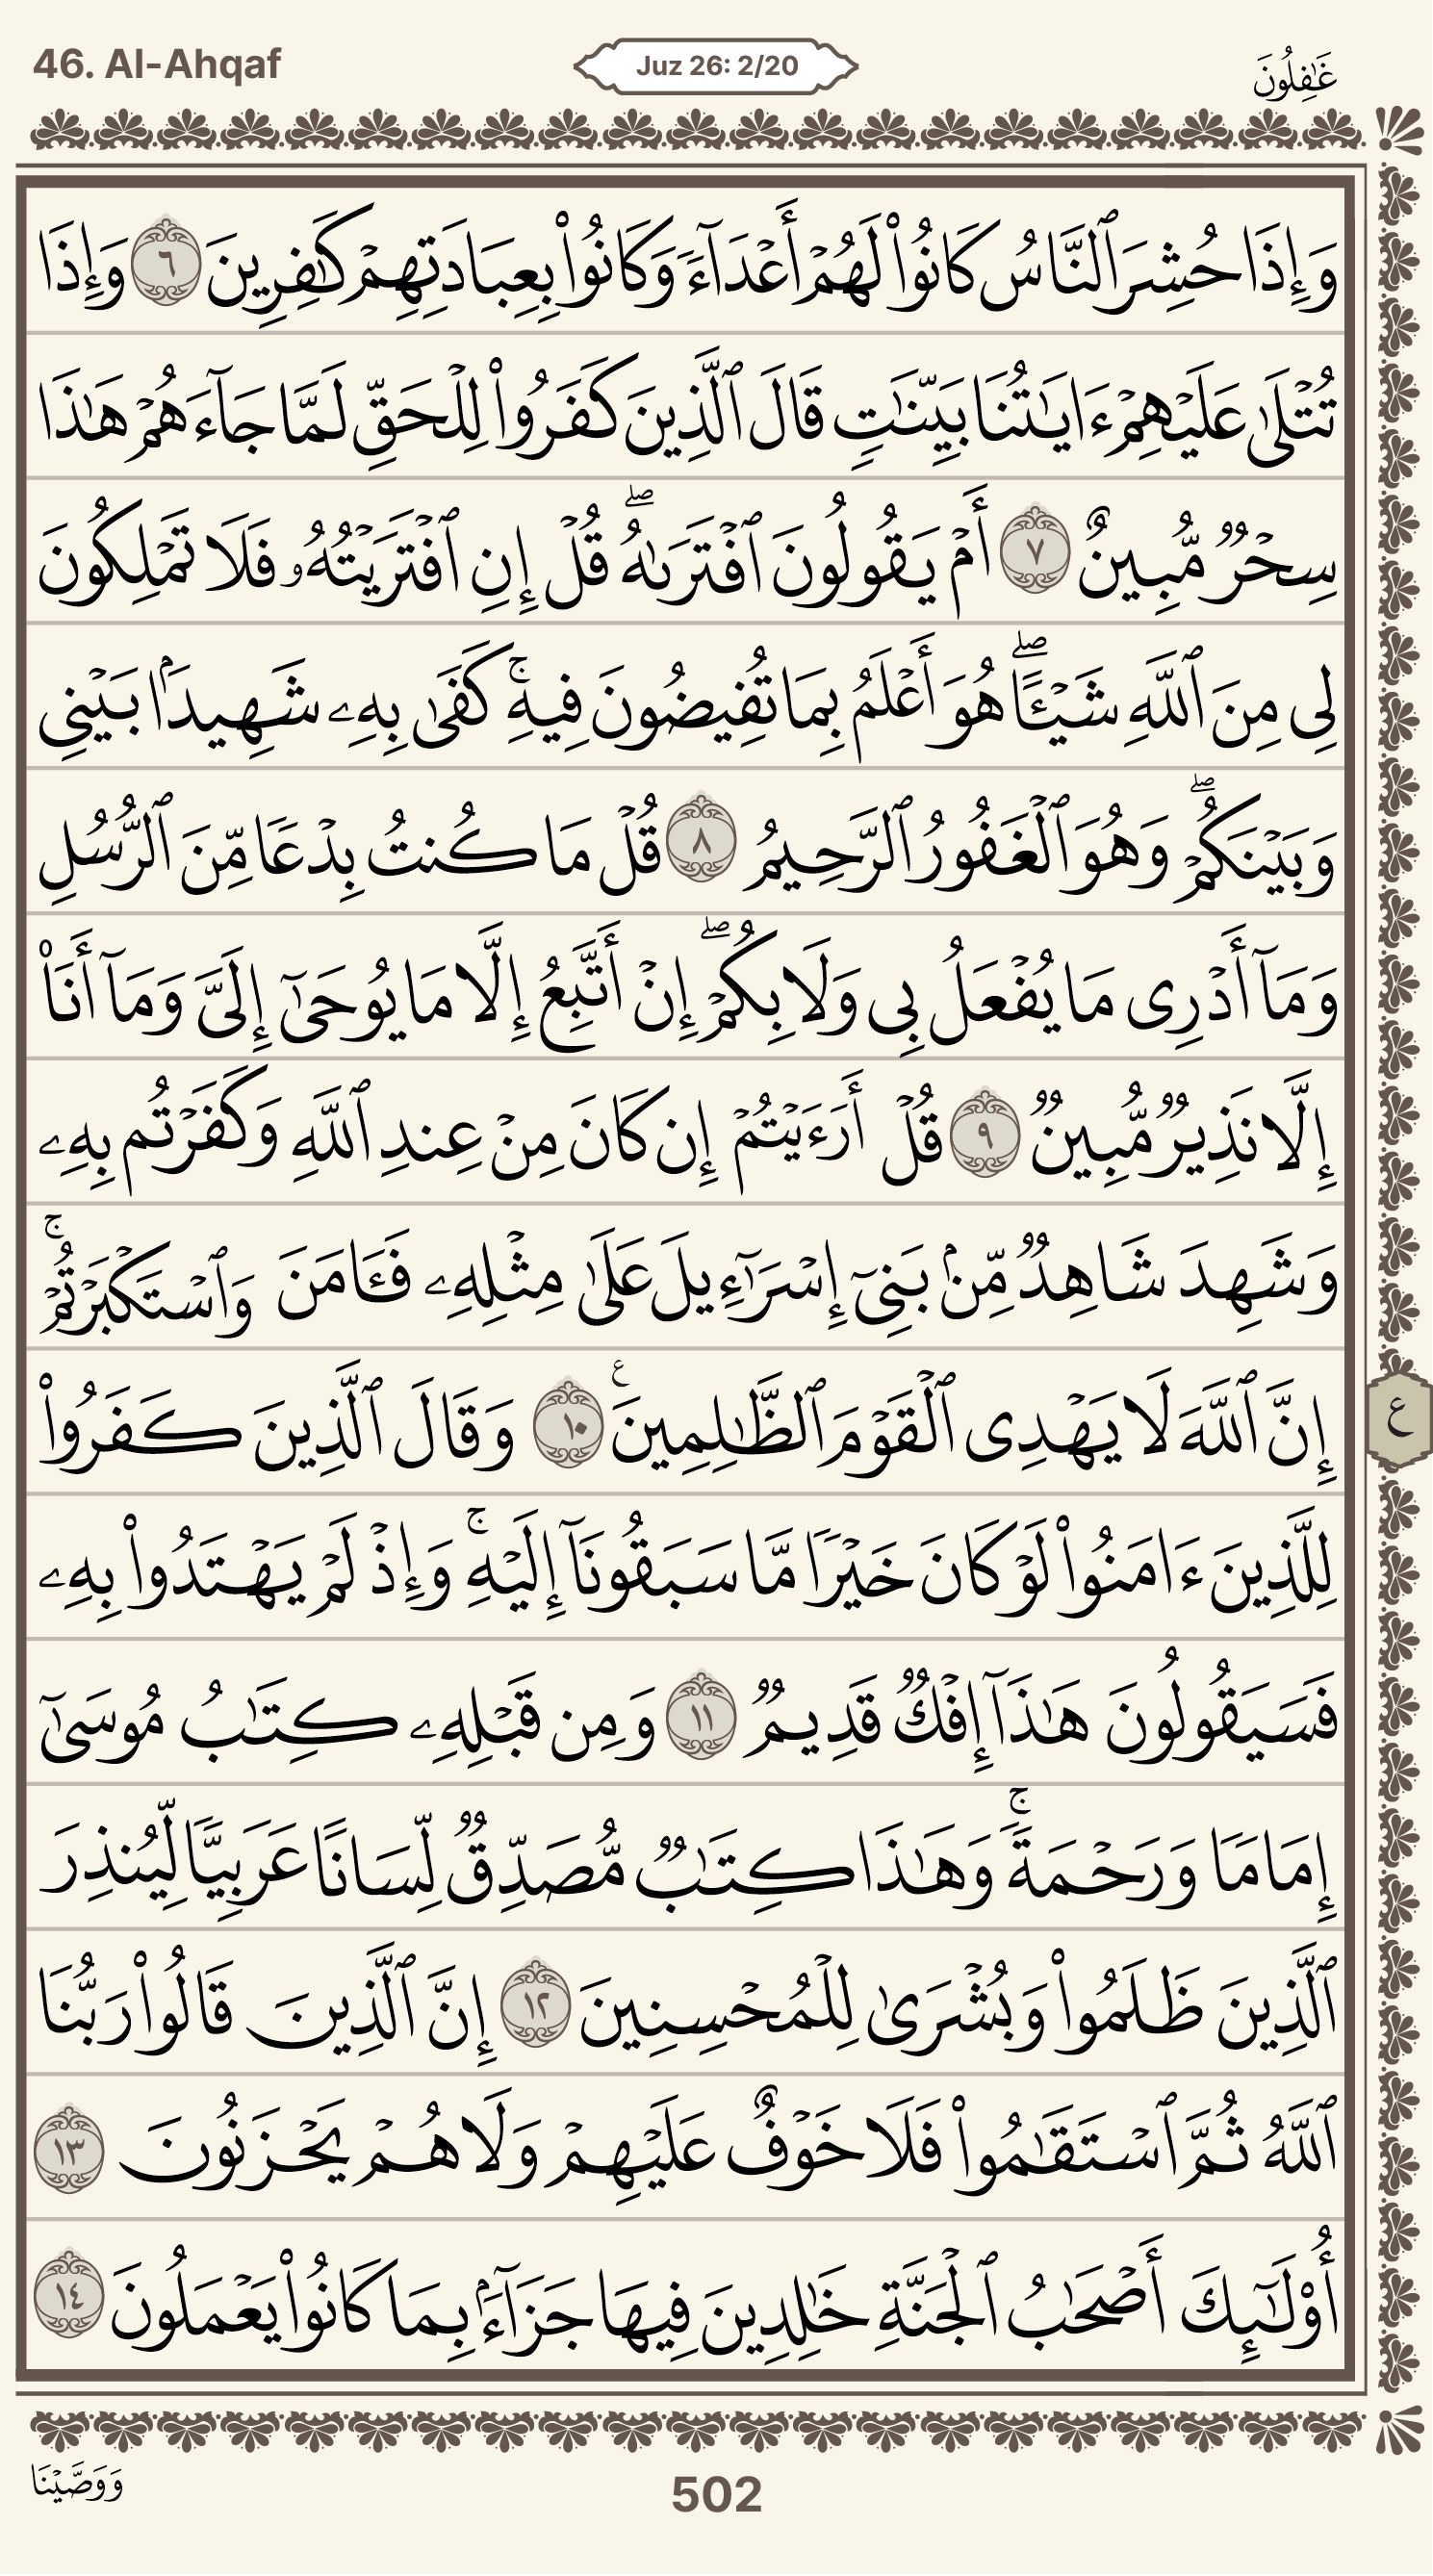 46. Al-Ahqaf
Juz 26: 2/20
غَـٰفِلُونَ
وَإِذَا حُشِرَ ٱلنَّاسُ كَانُوا۟ لَهُمْ أَعْدَآءً وَكَانُوا۟ بِعِبَادَتِهِمْ كَـٰفِرِينَ ٦ وَإِذَا
تُتْلَىٰ عَلَيْهِمْ ءَايَـٰتُنَا بَيِّنَـٰتٍ قَالَ ٱلَّذِينَ كَفَرُوا۟ لِلْحَقِّ لَمَّا جَآءَهُمْ هَـٰذَا
سِحْرٌ مُّبِينٌ ٧ أَمْ يَقُولُونَ ٱفْتَرَىٰهُ ۖ قُلْ إِنِ ٱفْتَرَيْتُهُۥ فَلَا تَمْلِكُونَ
لِى مِنَ ٱللَّهِ شَيْـًٔا ۖ هُوَ أَعْلَمُ بِمَا تُفِيضُونَ فِيهِ ۚ كَفَىٰ بِهِۦ شَهِيدًۢا بَيْنِى
وَبَيْنَكُمْ ۖ وَهُوَ ٱلْغَفُورُ ٱلرَّحِيمُ ٨ قُلْ مَا كُنتُ بِدْعًا مِّنَ ٱلرُّسُلِ
وَمَآ أَدْرِى مَا يُفْعَلُ بِى وَلَا بِكُمْ ۖ إِنْ أَتَّبِعُ إِلَّا مَا يُوحَىٰٓ إِلَىَّ وَمَآ أَنَا۠
إِلَّا نَذِيرٌ مُّبِينٌ ٩ قُلْ أَرَءَيْتُمْ إِن كَانَ مِنْ عِندِ ٱللَّهِ وَكَفَرْتُم بِهِۦ
وَشَهِدَ شَاهِدٌ مِّنۢ بَنِىٓ إِسْرَٰٓءِيلَ عَلَىٰ مِثْلِهِۦ فَـَٔامَنَ وَٱسْتَكْبَرْتُمْ ۚ
إِنَّ ٱللَّهَ لَا يَهْدِى ٱلْقَوْمَ ٱلظَّـٰلِمِينَ ١٠ وَقَالَ ٱلَّذِينَ كَفَرُوا۟
ع
لِلَّذِينَ ءَامَنُوا۟ لَوْ كَانَ خَيْرًا مَّا سَبَقُونَآ إِلَيْهِ ۚ وَإِذْ لَمْ يَهْتَدُوا۟ بِهِۦ
فَسَيَقُولُونَ هَـٰذَآ إِفْكٌ قَدِيمٌ ١١ وَمِن قَبْلِهِۦ كِتَـٰبُ مُوسَىٰٓ
إِمَامًا وَرَحْمَةً ۚ وَهَـٰذَا كِتَـٰبٌ مُّصَدِّقٌ لِّسَانًا عَرَبِيًّا لِّيُنذِرَ
ٱلَّذِينَ ظَلَمُوا۟ وَبُشْرَىٰ لِلْمُحْسِنِينَ ١٢ إِنَّ ٱلَّذِينَ قَالُوا۟ رَبُّنَا
ٱللَّهُ ثُمَّ ٱسْتَقَـٰمُوا۟ فَلَا خَوْفٌ عَلَيْهِمْ وَلَا هُمْ يَحْزَنُونَ ١٣
أُو۟لَـٰٓئِكَ أَصْحَـٰبُ ٱلْجَنَّةِ خَـٰلِدِينَ فِيهَا جَزَآءًۢ بِمَا كَانُوا۟ يَعْمَلُونَ ١٤
وَوَصَّيْنَا
502